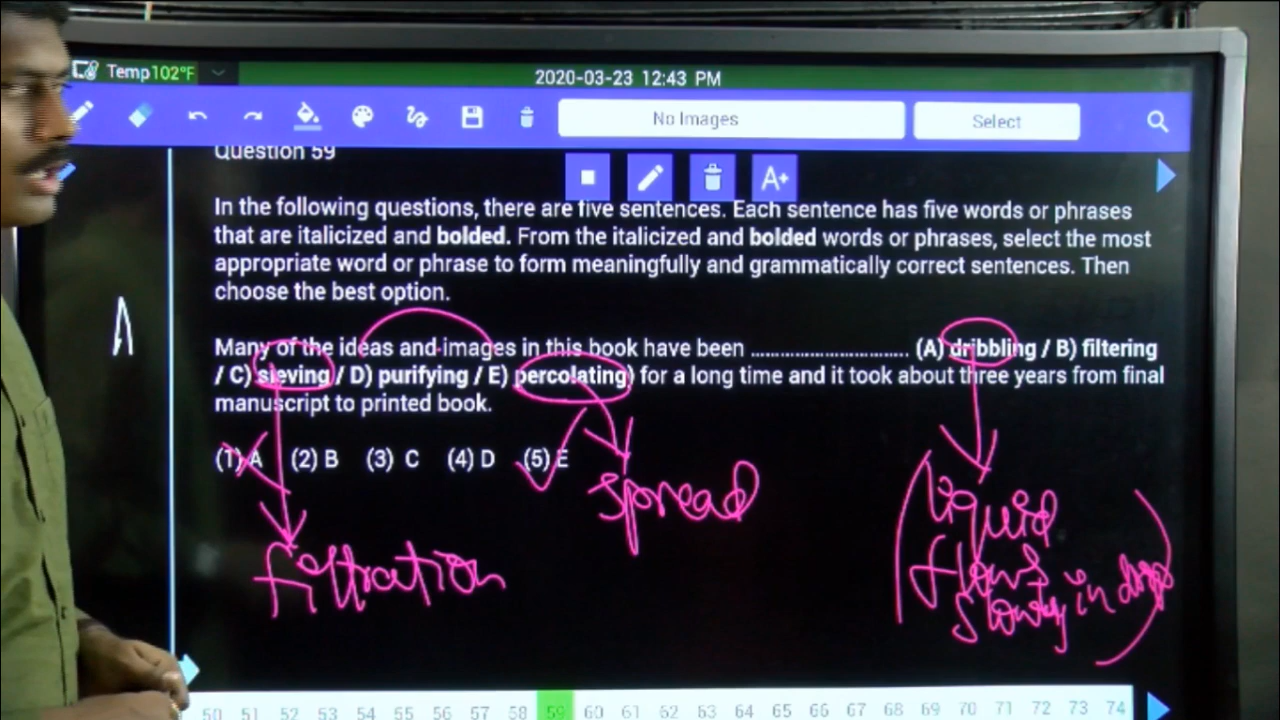 Temp 102°F
2020-03-23 12:43 PM
No Images
Select
A+
Question 59
In the following questions, there are five sentences. Each sentence has five words or phrases
that are italicized and bolded. From the italicized and bolded words or phrases, select the most
appropriate word or phrase to form meaningfully and grammatically correct sentences. Then
choose the best option.
Many of the ideas and images in this book have been ................................. (A) dribbling / B) filtering
/ C) sieving / D) purifying / E) percolating) for a long time and it took about three years from final
manuscript to printed book.
(1) A (2) B (3) C (4) D (5) E
spread
liquid
flows
slowly in drops
filtration
50 51 52 53 54 55 56 57 58 59 60 61 62 63 64 65 66 67 68 69 70 71 72 73 74